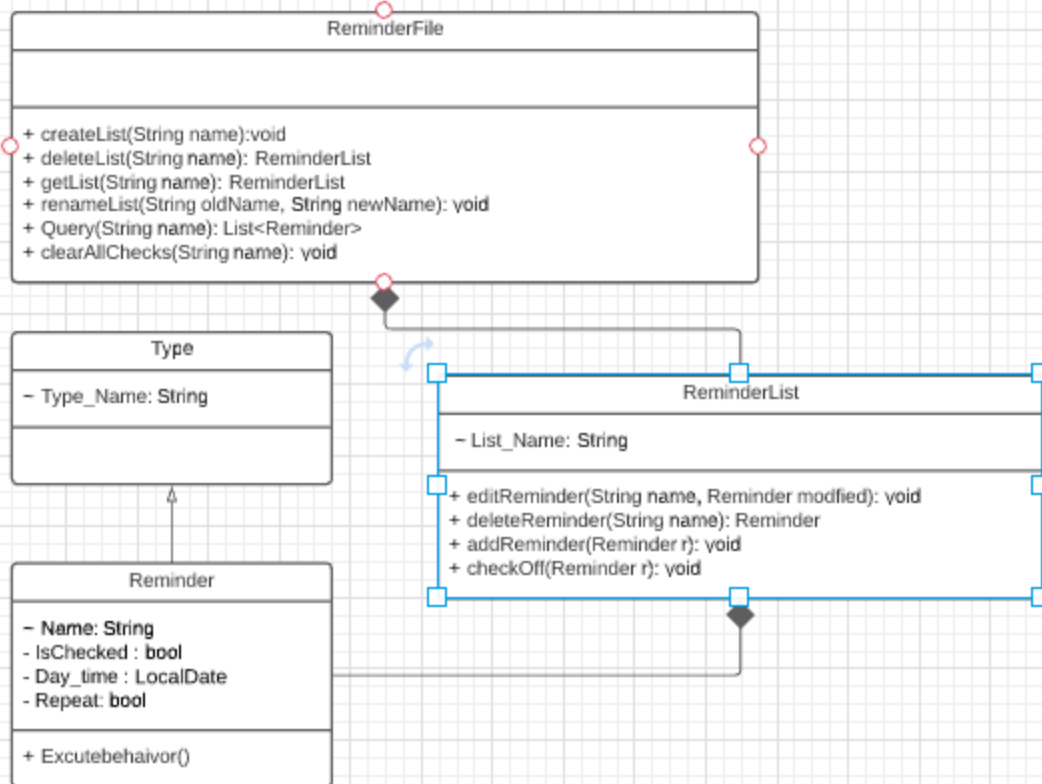 ReminderFile
+ createList(String name):void
+ deleteList(String name): ReminderList
+ getList(String name): ReminderList
+ renameList(String oldName, String newName): void
+ Query(String name): List<Reminder>
+ clearAllChecks(String name): void
Type
~ Type_Name: String
ReminderList
~ List_Name: String
+ editReminder(String name, Reminder modfied): void
+ deleteReminder(String name): Reminder
+ addReminder(Reminder r): void
+ checkOff(Reminder r): void
Reminder
~ Name: String
- IsChecked : bool
- Day_time : LocalDate
- Repeat: bool
+ Excutebehaivor()